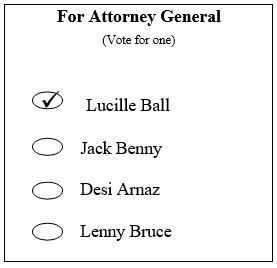 For Attorney General
(Vote for one)
Lucille Ball
Jack Benny
Desi Arnaz
Lenny Bruce